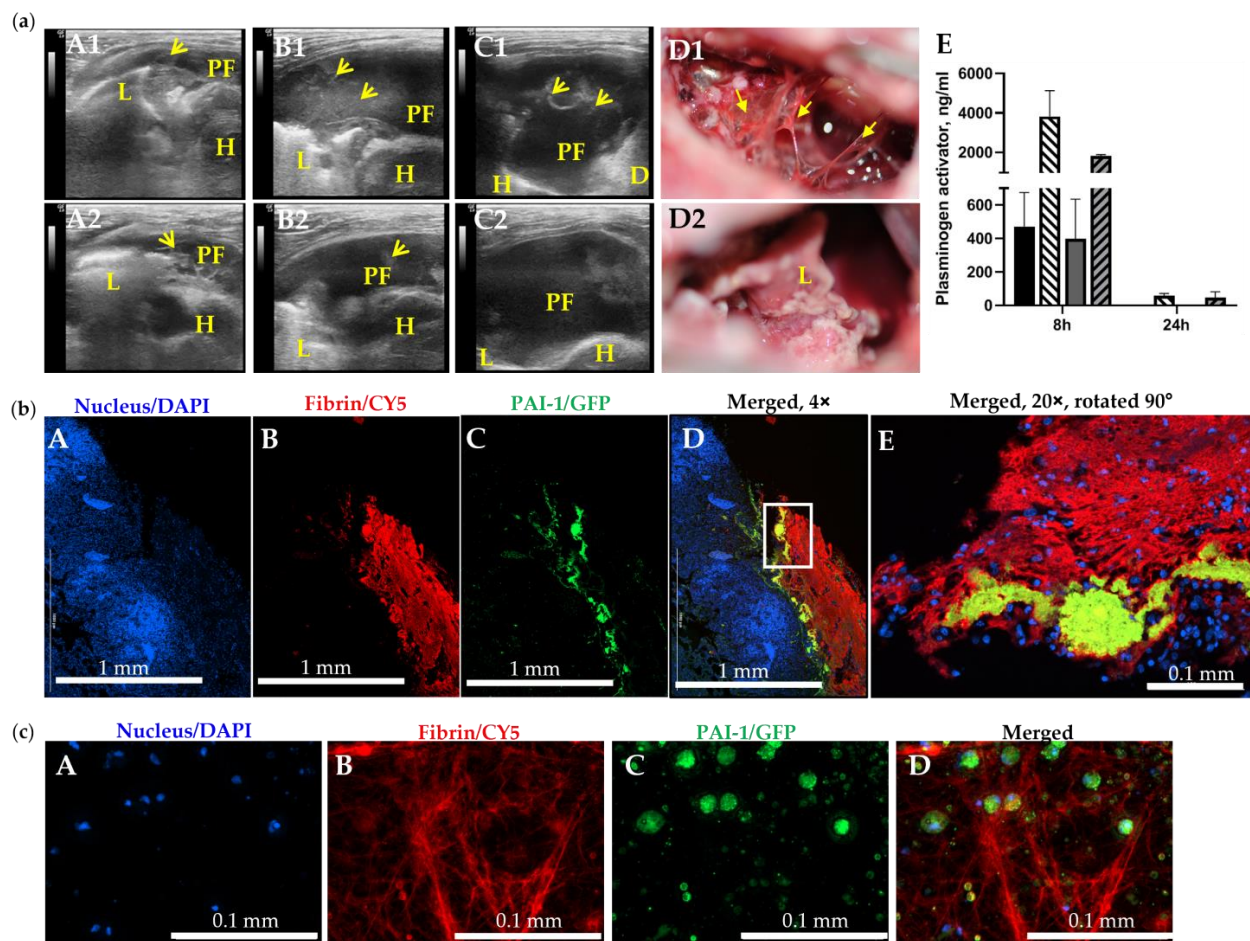 (a)
A1
PF
L
H
B1
PF
L
H
C1
PF
H
D
D1
E
6000
4000
2000
600
400
200
0
Plasminogen activator, ng/ml
8h
24h
A2
PF
L
H
B2
PF
H
L
C2
PF
L
H
D2
L
(b)
Nucleus/DAPI
Fibrin/CY5
PAI-1/GFP
Merged, 4×
Merged, 20×, rotated 90°
A
B
C
D
E
1 mm
1 mm
1 mm
1 mm
0.1 mm
(c)
Nucleus/DAPI
Fibrin/CY5
PAI-1/GFP
Merged
A
B
C
D
0.1 mm
0.1 mm
0.1 mm
0.1 mm